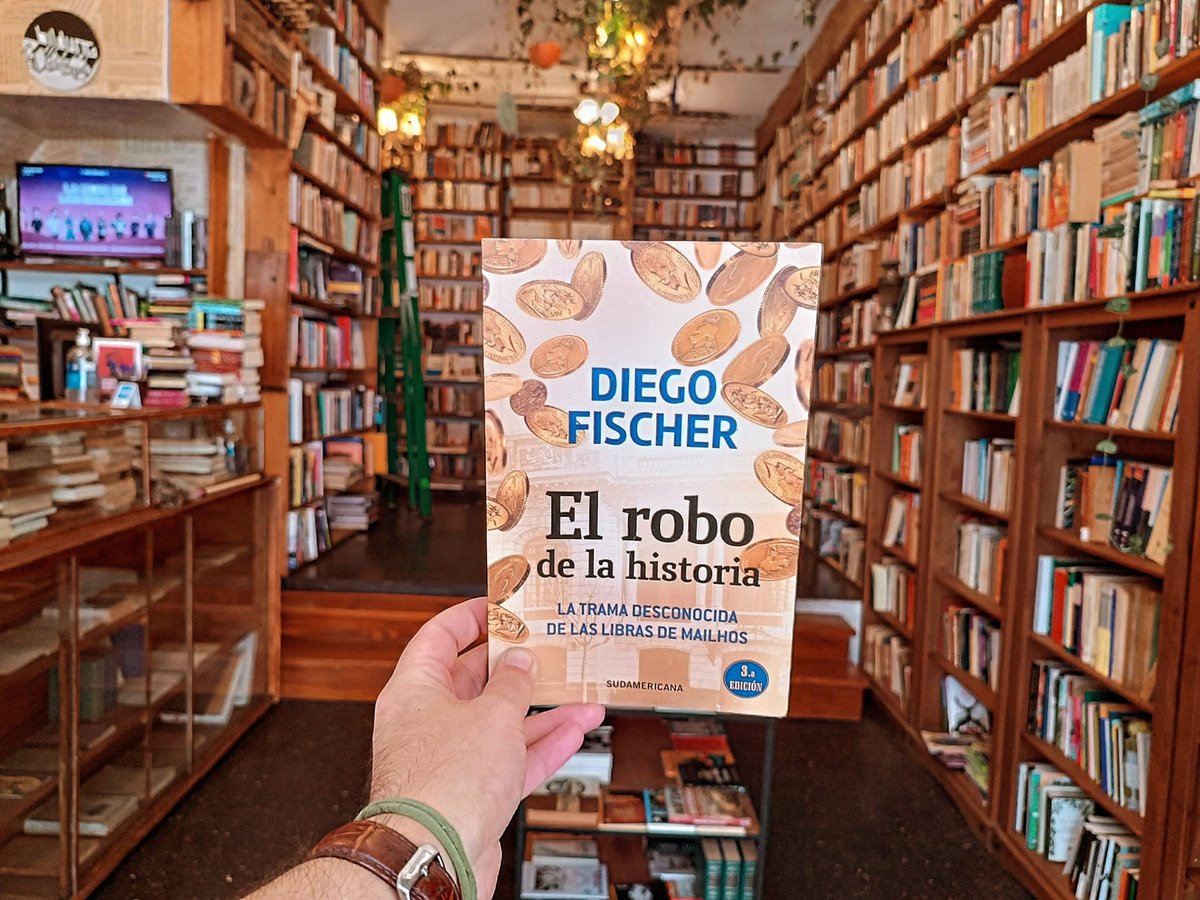 DIEGO
FISCHER
El robo
de la historia
LA TRAMA DESCONOCIDA
DE LAS LIBRAS DE MAILHOS
SUDAMERICANA
3.a
EDICIÓN